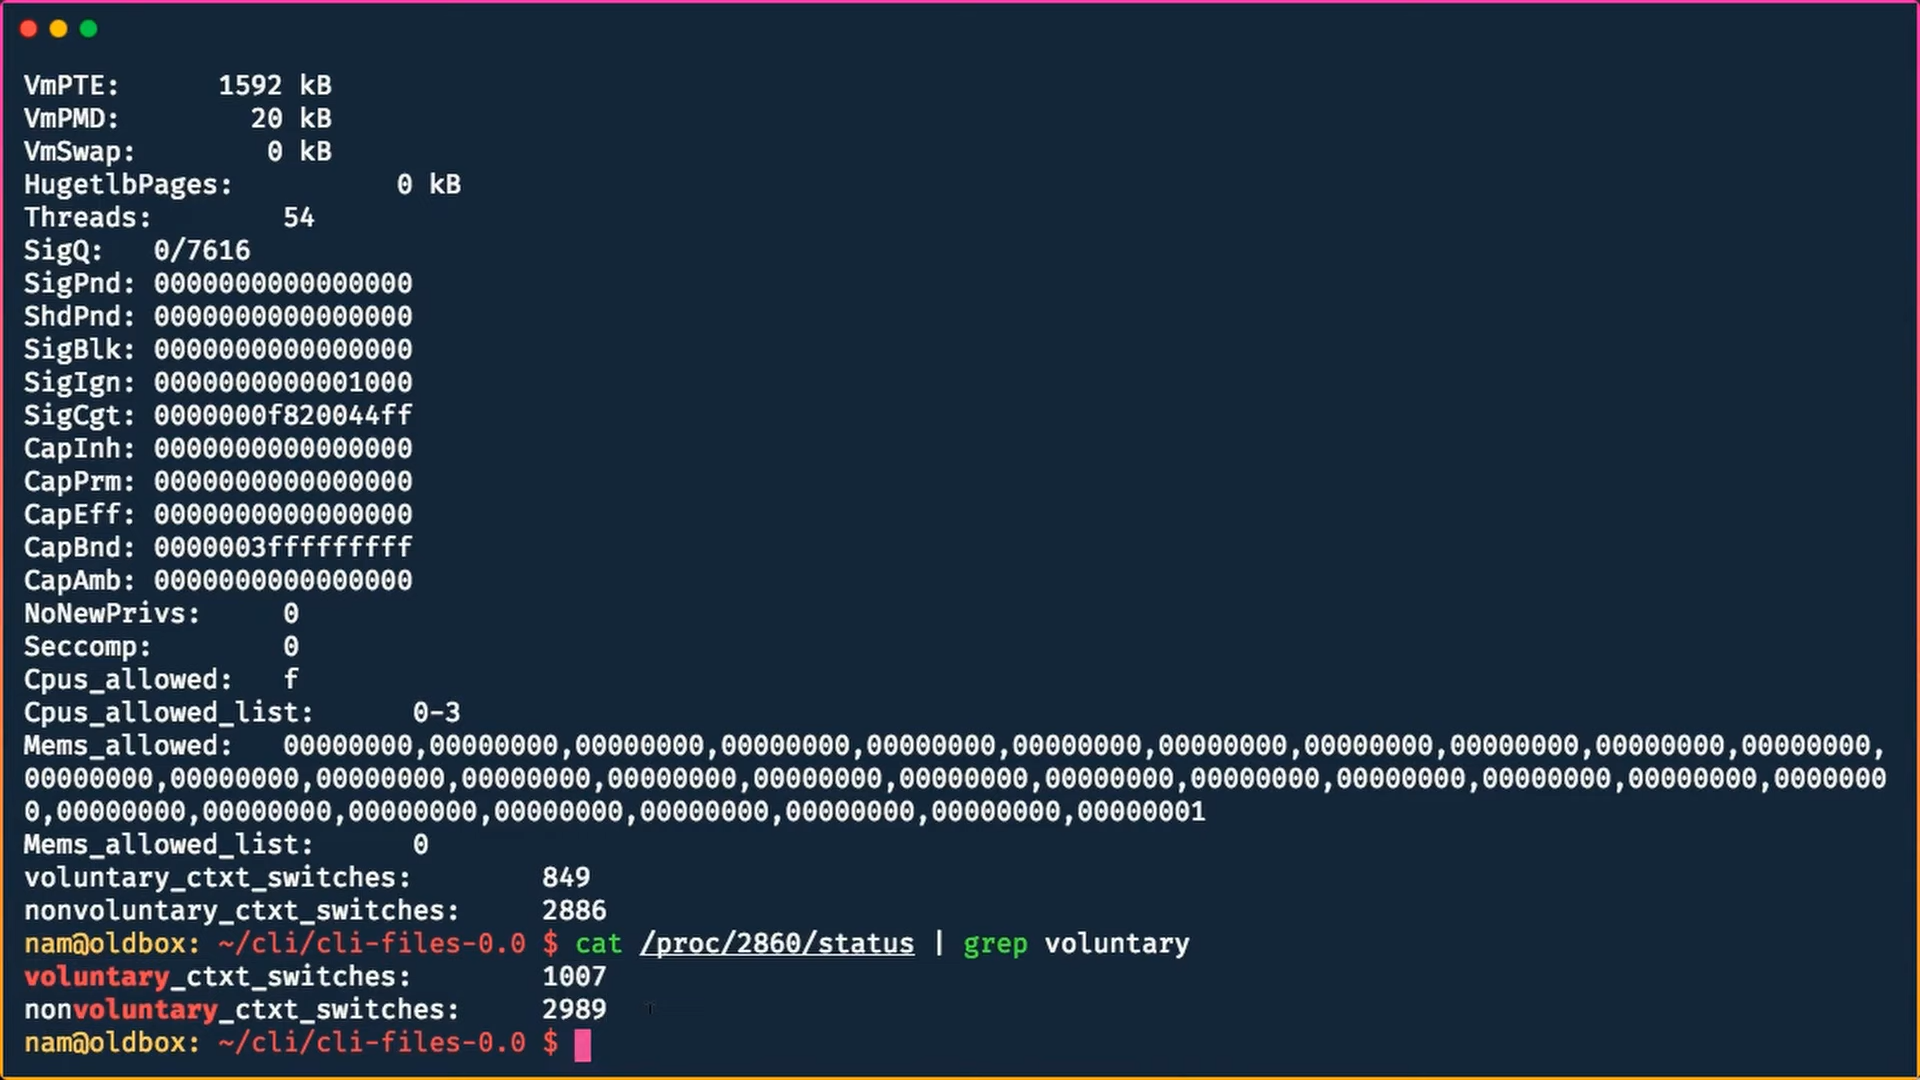 VmPTE:      1592 kB
VmPMD:        20 kB
VmSwap:        0 kB
HugetlbPages:          0 kB
Threads:        54
SigQ:   0/7616
SigPnd: 0000000000000000
ShdPnd: 0000000000000000
SigBlk: 0000000000000000
SigIgn: 0000000000001000
SigCgt: 0000000f820044ff
CapInh: 0000000000000000
CapPrm: 0000000000000000
CapEff: 0000000000000000
CapBnd: 0000003fffffffff
CapAmb: 0000000000000000
NoNewPrivs:     0
Seccomp:        0
Cpus_allowed:   f
Cpus_allowed_list:      0-3
Mems_allowed:   00000000,00000000,00000000,00000000,00000000,00000000,00000000,00000000,00000000,00000000,00000000,
00000000,00000000,00000000,00000000,00000000,00000000,00000000,00000000,00000000,00000000,00000000,00000000,0000000
0,00000000,00000000,00000000,00000000,00000000,00000000,00000000,00000001
Mems_allowed_list:      0
voluntary_ctxt_switches:        849
nonvoluntary_ctxt_switches:     2886
nam@oldbox: ~/cli/cli-files-0.0 $ cat /proc/2860/status | grep voluntary
voluntary_ctxt_switches:        1007
nonvoluntary_ctxt_switches:     2989
nam@oldbox: ~/cli/cli-files-0.0 $